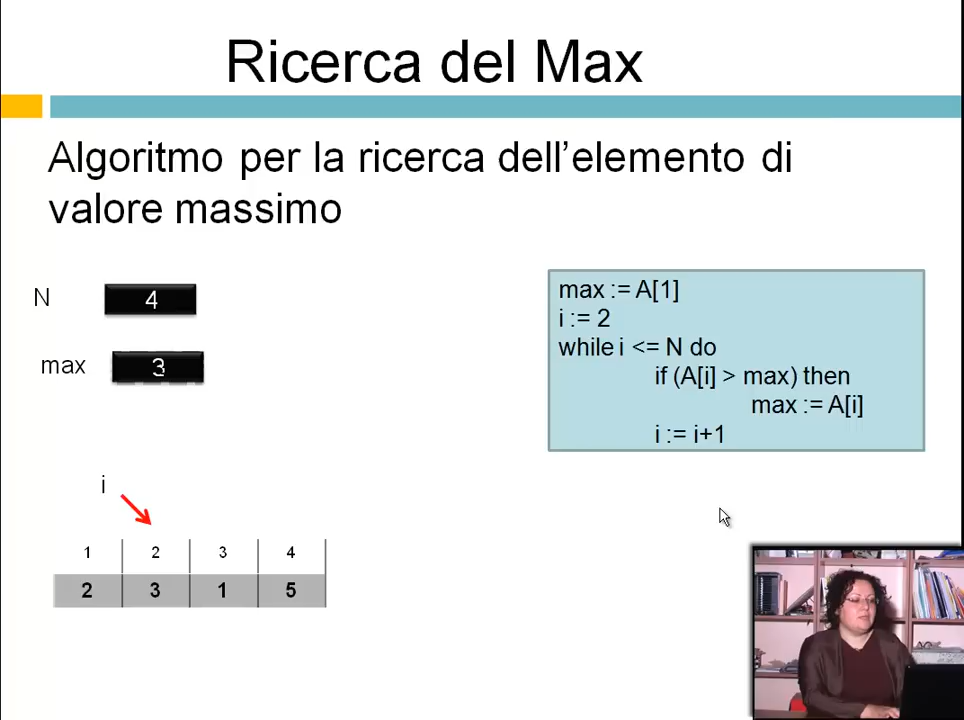 Ricerca del Max
Algoritmo per la ricerca dell’elemento di
valore massimo
N 4
max 3
max := A[1]
i := 2
while i <= N do
if (A[i] > max) then
max := A[i]
i := i+1
i
1 2 3 4
2 3 1 5